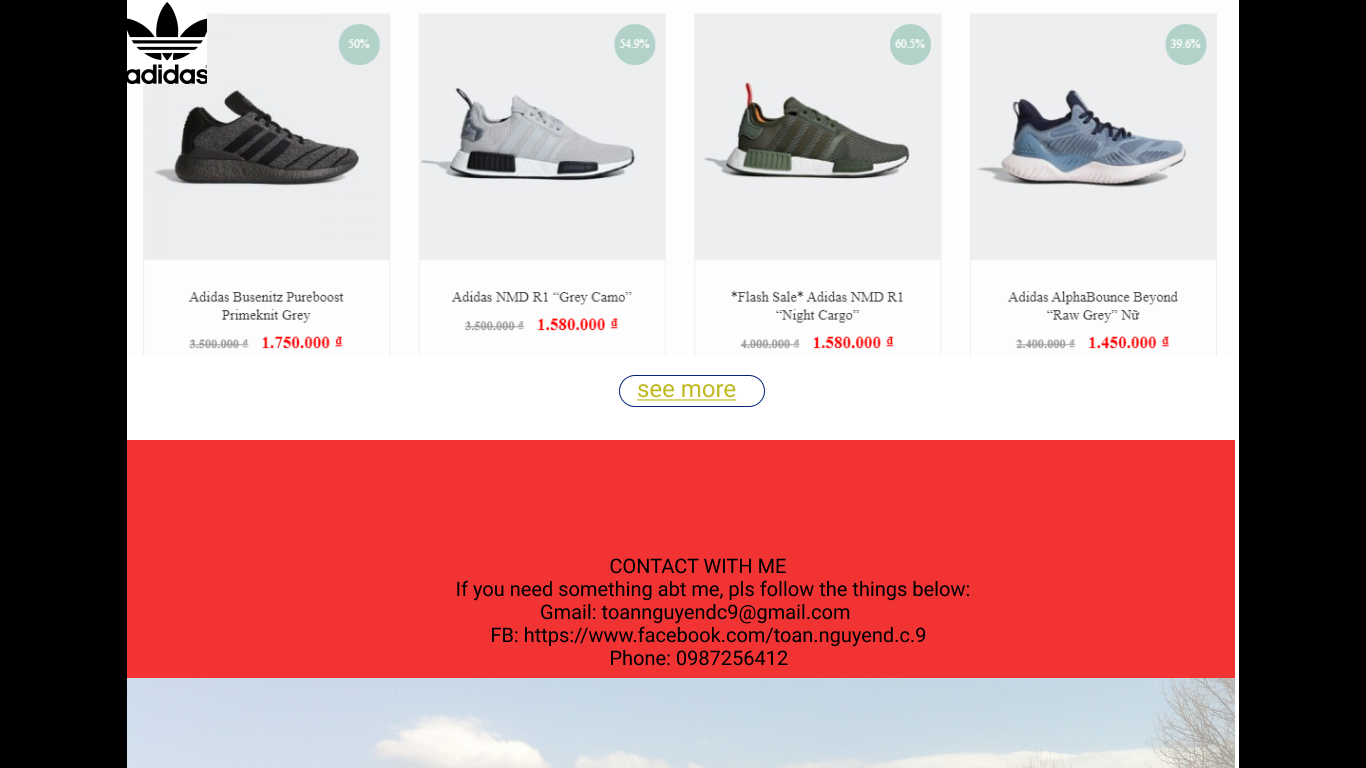 adidas
50%
54.9%
60.5%
39.6%
Adidas Busenitz Pureboost
Primeknit Grey
3.500.000 ₫ 1.750.000 ₫
Adidas NMD R1 “Grey Camo”
3.500.000 ₫ 1.580.000 ₫
*Flash Sale* Adidas NMD R1
“Night Cargo”
4.000.000 ₫ 1.580.000 ₫
Adidas AlphaBounce Beyond
“Raw Grey” Nữ
2.400.000 ₫ 1.450.000 ₫
see more
CONTACT WITH ME
If you need something abt me, pls follow the things below:
Gmail: toannguyendc9@gmail.com
FB: https://www.facebook.com/toan.nguyend.c.9
Phone: 0987256412